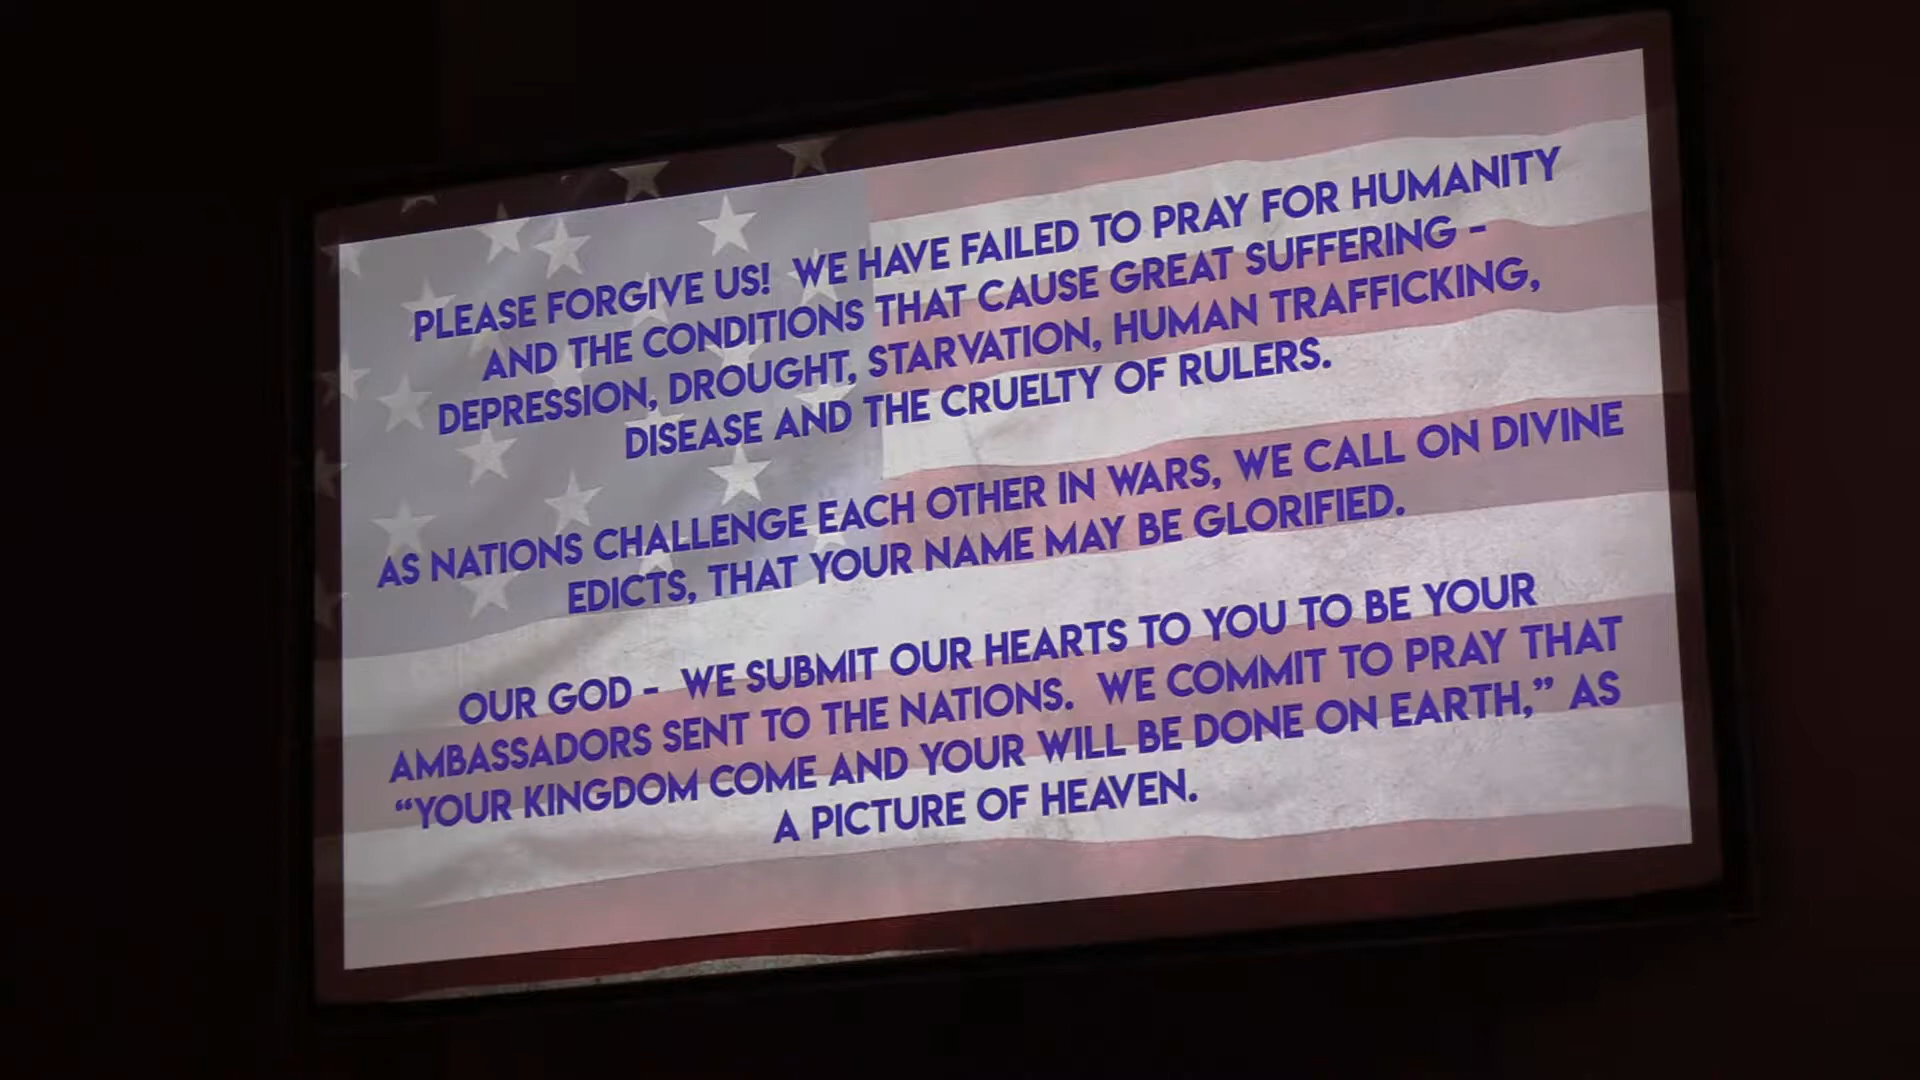 PLEASE FORGIVE US! WE HAVE FAILED TO PRAY FOR HUMANITY
AND THE CONDITIONS THAT CAUSE GREAT SUFFERING -
DEPRESSION, DROUGHT, STARVATION, HUMAN TRAFFICKING,
DISEASE AND THE CRUELTY OF RULERS.
AS NATIONS CHALLENGE EACH OTHER IN WARS, WE CALL ON DIVINE
EDICTS, THAT YOUR NAME MAY BE GLORIFIED.
OUR GOD - WE SUBMIT OUR HEARTS TO YOU TO BE YOUR
AMBASSADORS SENT TO THE NATIONS. WE COMMIT TO PRAY THAT
“YOUR KINGDOM COME AND YOUR WILL BE DONE ON EARTH,” AS
A PICTURE OF HEAVEN.